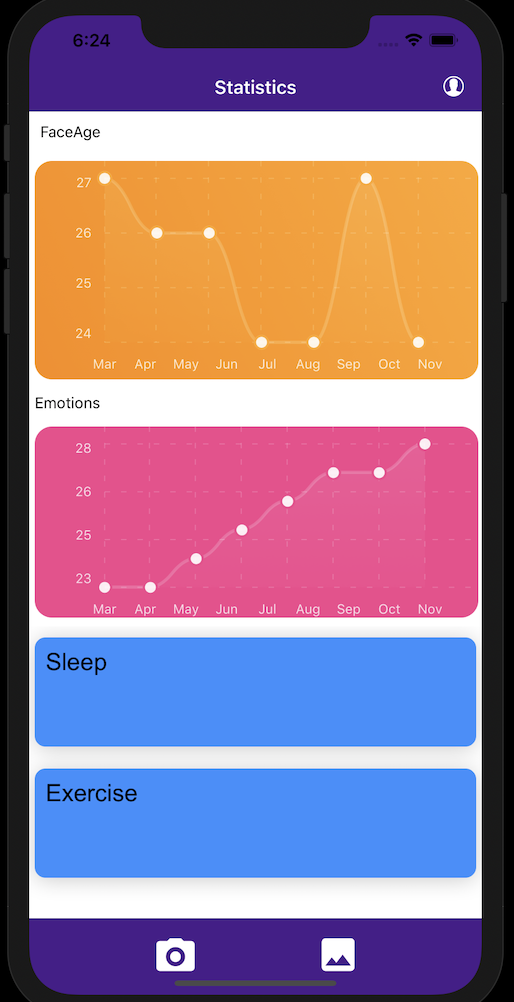 6:24
Statistics
FaceAge
27
26
25
24
Mar Apr May Jun Jul Aug Sep Oct Nov
Emotions
28
26
25
23
Mar Apr May Jun Jul Aug Sep Oct Nov
Sleep
Exercise